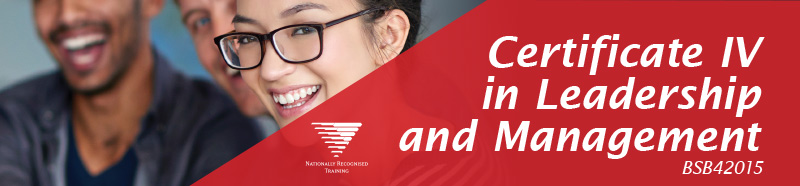 Certificate IV
in Leadership
and Management
BSB42015
NATIONALLY RECOGNISED
TRAINING